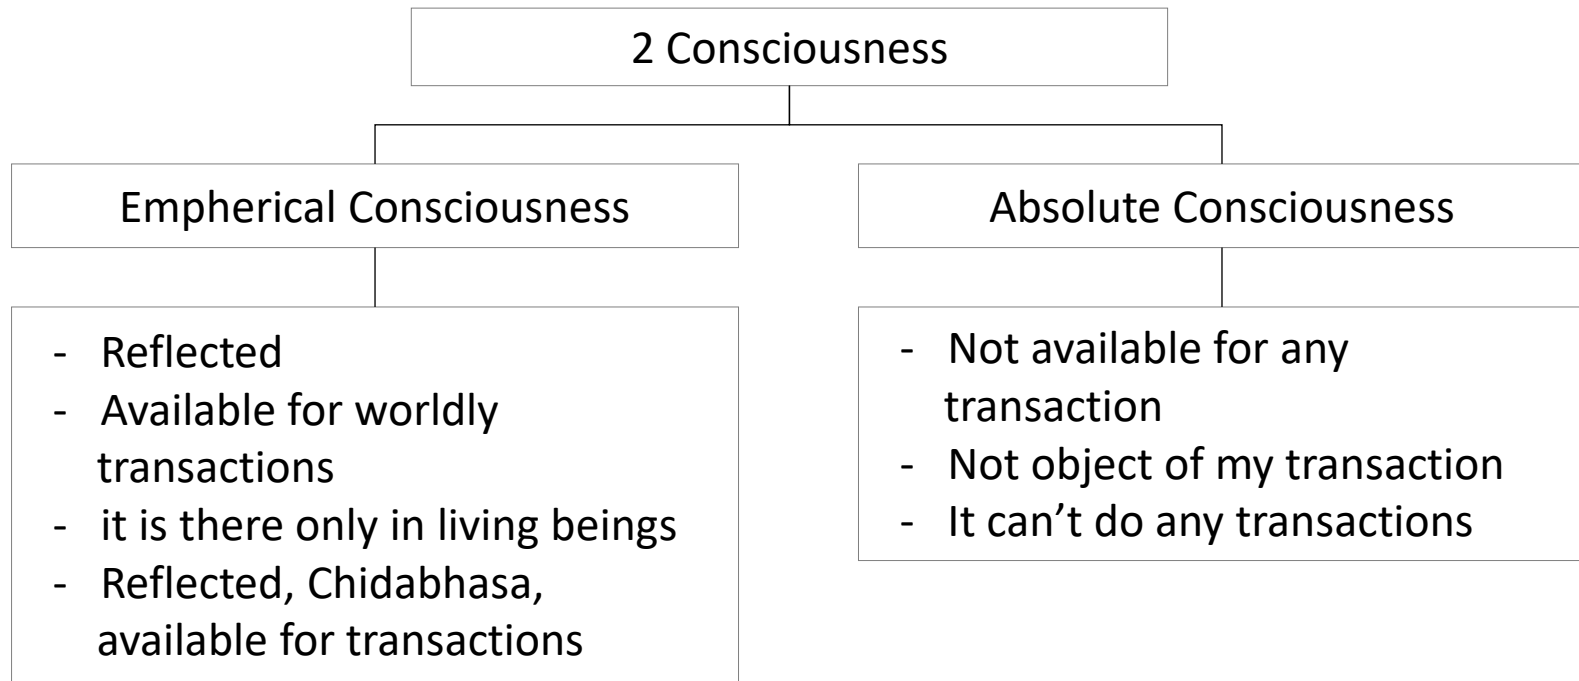 2 Consciousness
Empherical Consciousness
Absolute Consciousness
- Reflected
- Available for worldly
transactions
- it is there only in living beings
- Reflected, Chidabhasa,
available for transactions
- Not available for any
transaction
- Not object of my transaction
- It can’t do any transactions